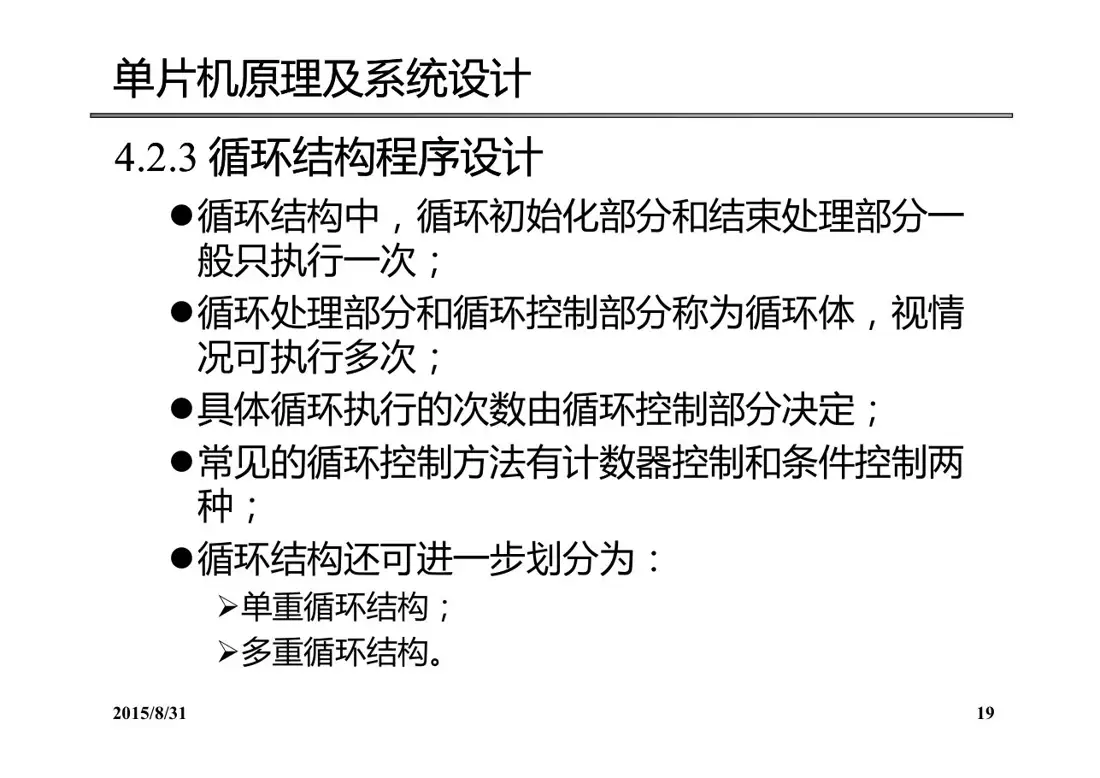 单片机原理及系统设计
4.2.3 循环结构程序设计
●循环结构中，循环初始化部分和结束处理部分一
般只执行一次；
●循环处理部分和循环控制部分称为循环体，视情
况可执行多次；
●具体循环执行的次数由循环控制部分决定；
●常见的循环控制方法有计数器控制和条件控制两
种；
●循环结构还可进一步划分为：
➢单重循环结构；
➢多重循环结构。
2015/8/31
19